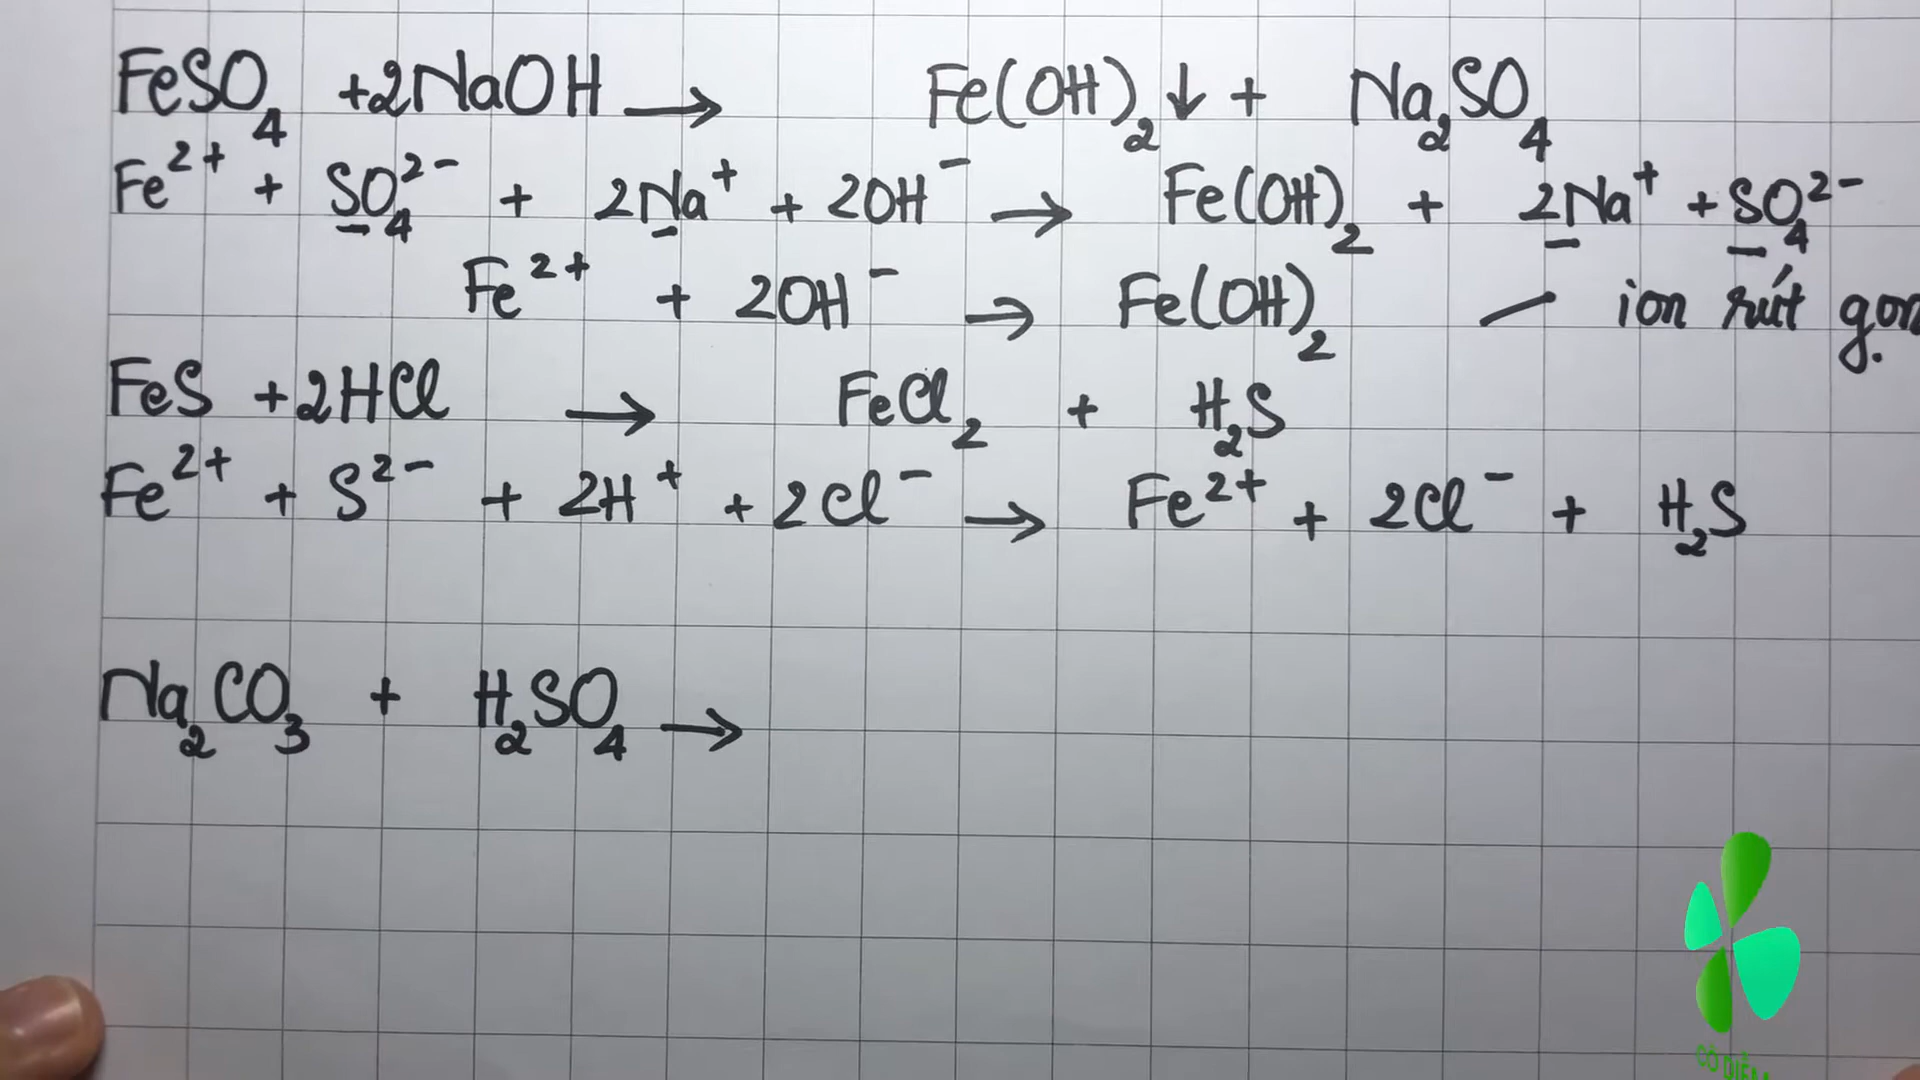 FeSO₄ +2NaOH → Fe(OH)₂↓ + Na₂SO₄
Fe²⁺ + SO₄²⁻ + 2Na⁺ + 2OH⁻ → Fe(OH)₂ + 2Na⁺ + SO₄²⁻
Fe²⁺ + 2OH⁻ → Fe(OH)₂ — ion rút gọn
FeS +2HCl → FeCl₂ + H₂S
Fe²⁺ + S²⁻ + 2H⁺ + 2Cl⁻ → Fe²⁺ + 2Cl⁻ + H₂S
Na₂CO₃ + H₂SO₄ →